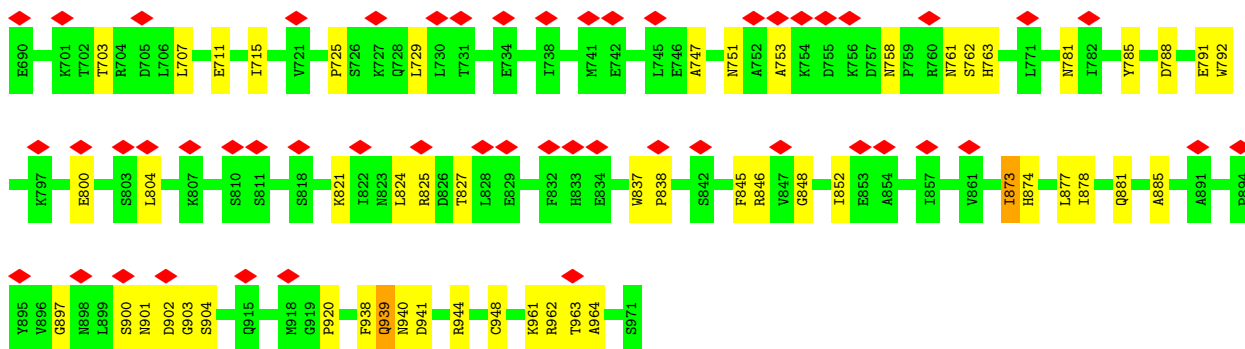 E690 K701 T702 T703 R704 D705 L706 L707 E711 I715 V721 P725 S726 K727 Q728 L729 L730 T731 E734 I738 M741 E742 L745 E746 A747 N751 A752 A753 K754 D755 K756 D757 N758 P759 R760 N761 S762 H763 L771 N781 I782 Y785 D788 E791 W792
K797 E800 S803 L804 K807 S810 S811 S818 K821 I822 N823 L824 R825 D826 T827 L828 E829 F832 H833 E834 W837 P838 S842 F845 R846 V847 G848 I852 E853 A854 I857 V861 I873 H874 L877 I878 Q881 A885 A891 P894
Y895 V896 G897 N898 L899 S900 N901 D902 G903 S904 Q915 M918 G919 P920 F938 Q939 N940 D941 R944 C948 K961 R962 T963 A964 S971